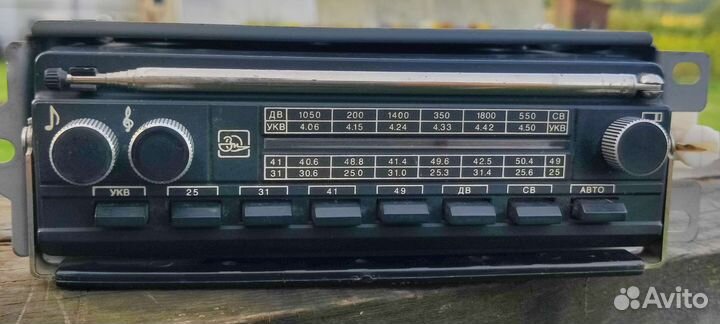 ДВ 1050 200 1400 350 1800 550 СВ
УКВ 4.06 4.15 4.24 4.33 4.42 4.50 УКВ
41 40.6 48.8 41.4 49.6 42.5 50.4 49
31 30.6 25.0 31.0 25.3 31.4 25.6 25
УКВ 25 31 41 49 ДВ СВ АВТО
Avito